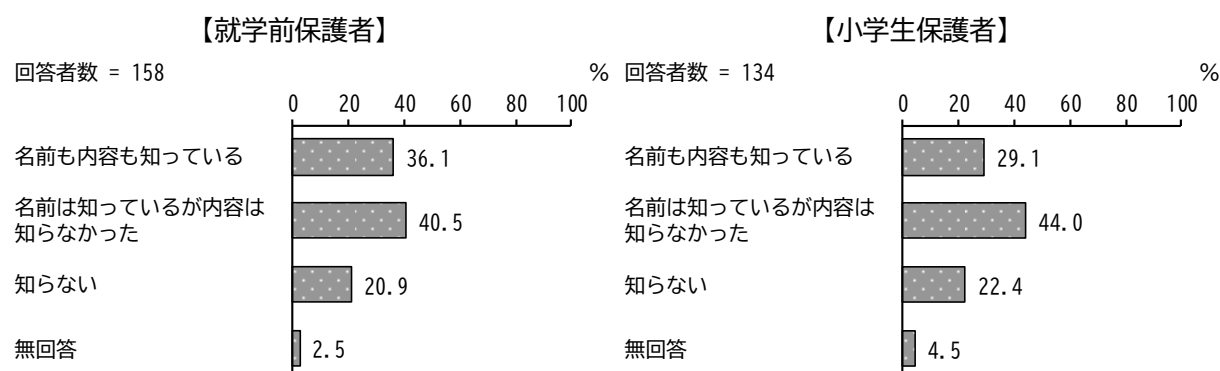 【就学前保護者】
回答者数 = 158
%
0 20 40 60 80 100
名前も内容も知っている
36.1
名前は知っているが内容は
知らなかった
40.5
知らない
20.9
無回答
2.5
【小学生保護者】
回答者数 = 134
%
0 20 40 60 80 100
名前も内容も知っている
29.1
名前は知っているが内容は
知らなかった
44.0
知らない
22.4
無回答
4.5